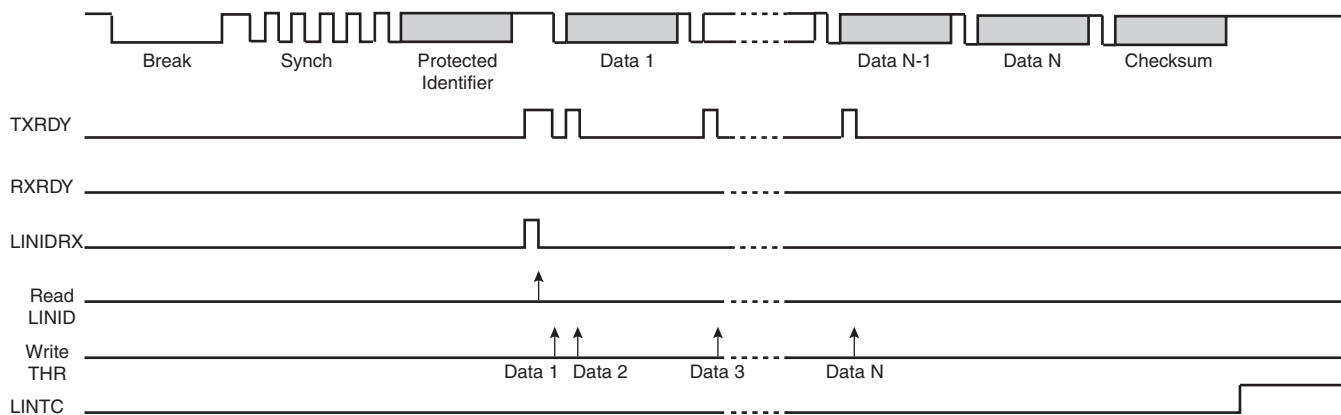 Break Synch Protected Identifier Data 1 Data N-1 Data N Checksum
TXRDY
RXRDY
LINIDRX
Read
LINID
Write
THR
Data 1 Data 2 Data 3 Data N
LINTC